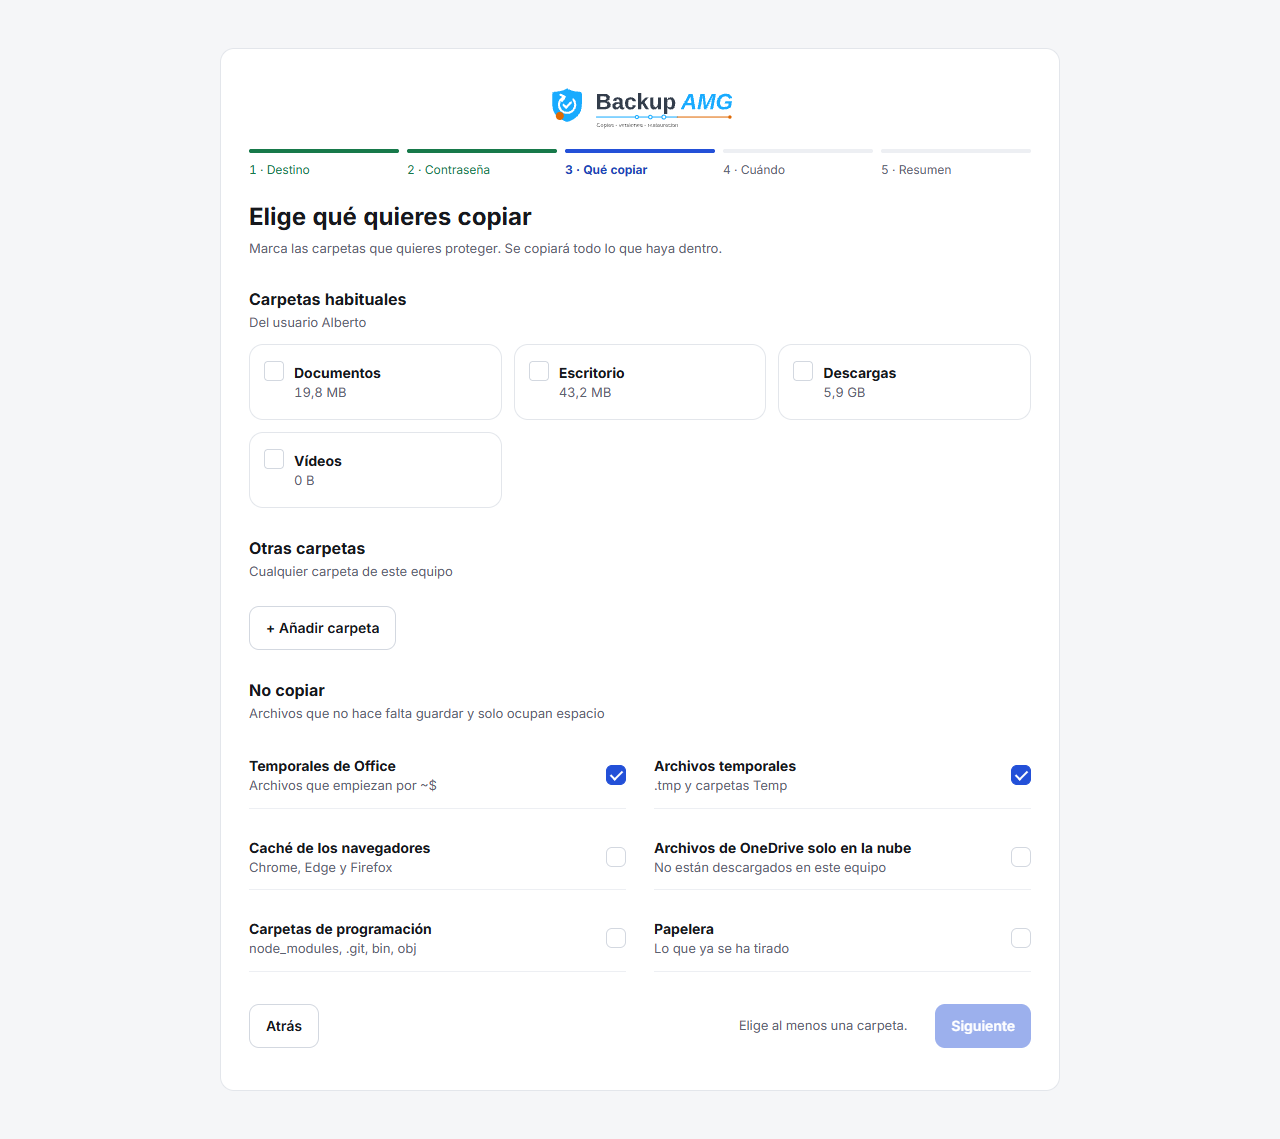 Backup AMG
Copias · Versiones · Restauración
1 · Destino
2 · Contraseña
3 · Qué copiar
4 · Cuándo
5 · Resumen
Elige qué quieres copiar
Marca las carpetas que quieres proteger. Se copiará todo lo que haya dentro.
Carpetas habituales
Del usuario Alberto
Documentos
19,8 MB
Escritorio
43,2 MB
Descargas
5,9 GB
Vídeos
0 B
Otras carpetas
Cualquier carpeta de este equipo
+ Añadir carpeta
No copiar
Archivos que no hace falta guardar y solo ocupan espacio
Temporales de Office
Archivos que empiezan por ~$
Archivos temporales
.tmp y carpetas Temp
Caché de los navegadores
Chrome, Edge y Firefox
Archivos de OneDrive solo en la nube
No están descargados en este equipo
Carpetas de programación
node_modules, .git, bin, obj
Papelera
Lo que ya se ha tirado
Atrás
Elige al menos una carpeta.
Siguiente